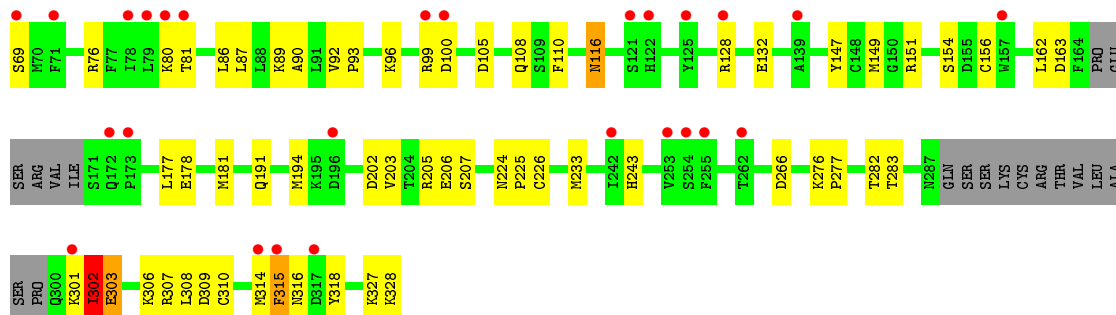 S69 M70 F71 R76 F77 I78 L79 K80 T81 L86 L87 L88 K89 A90 L91 V92 P93 K96 R99 D100 D105 Q108 S109 F110 N116 S121 H122 Y125 R128 E132 A139 Y147 C148 M149 G150 R151 S154 D155 C156 W157 L162 D163 F164 PRO GLU
SER ARG VAL ILE S171 Q172 P173 L177 E178 M181 Q191 M194 K195 D196 D202 V203 T204 R205 E206 S207 N224 P225 C226 M233 I242 H243 V253 S254 F255 T262 D266 K276 P277 T282 T283 N287 GLN SER SER LYS CYS ARG THR VAL LEU ALA
SER PRO Q300 K301 I302 E303 K306 R307 L308 D309 C310 M314 F315 N316 D317 Y318 K327 K328